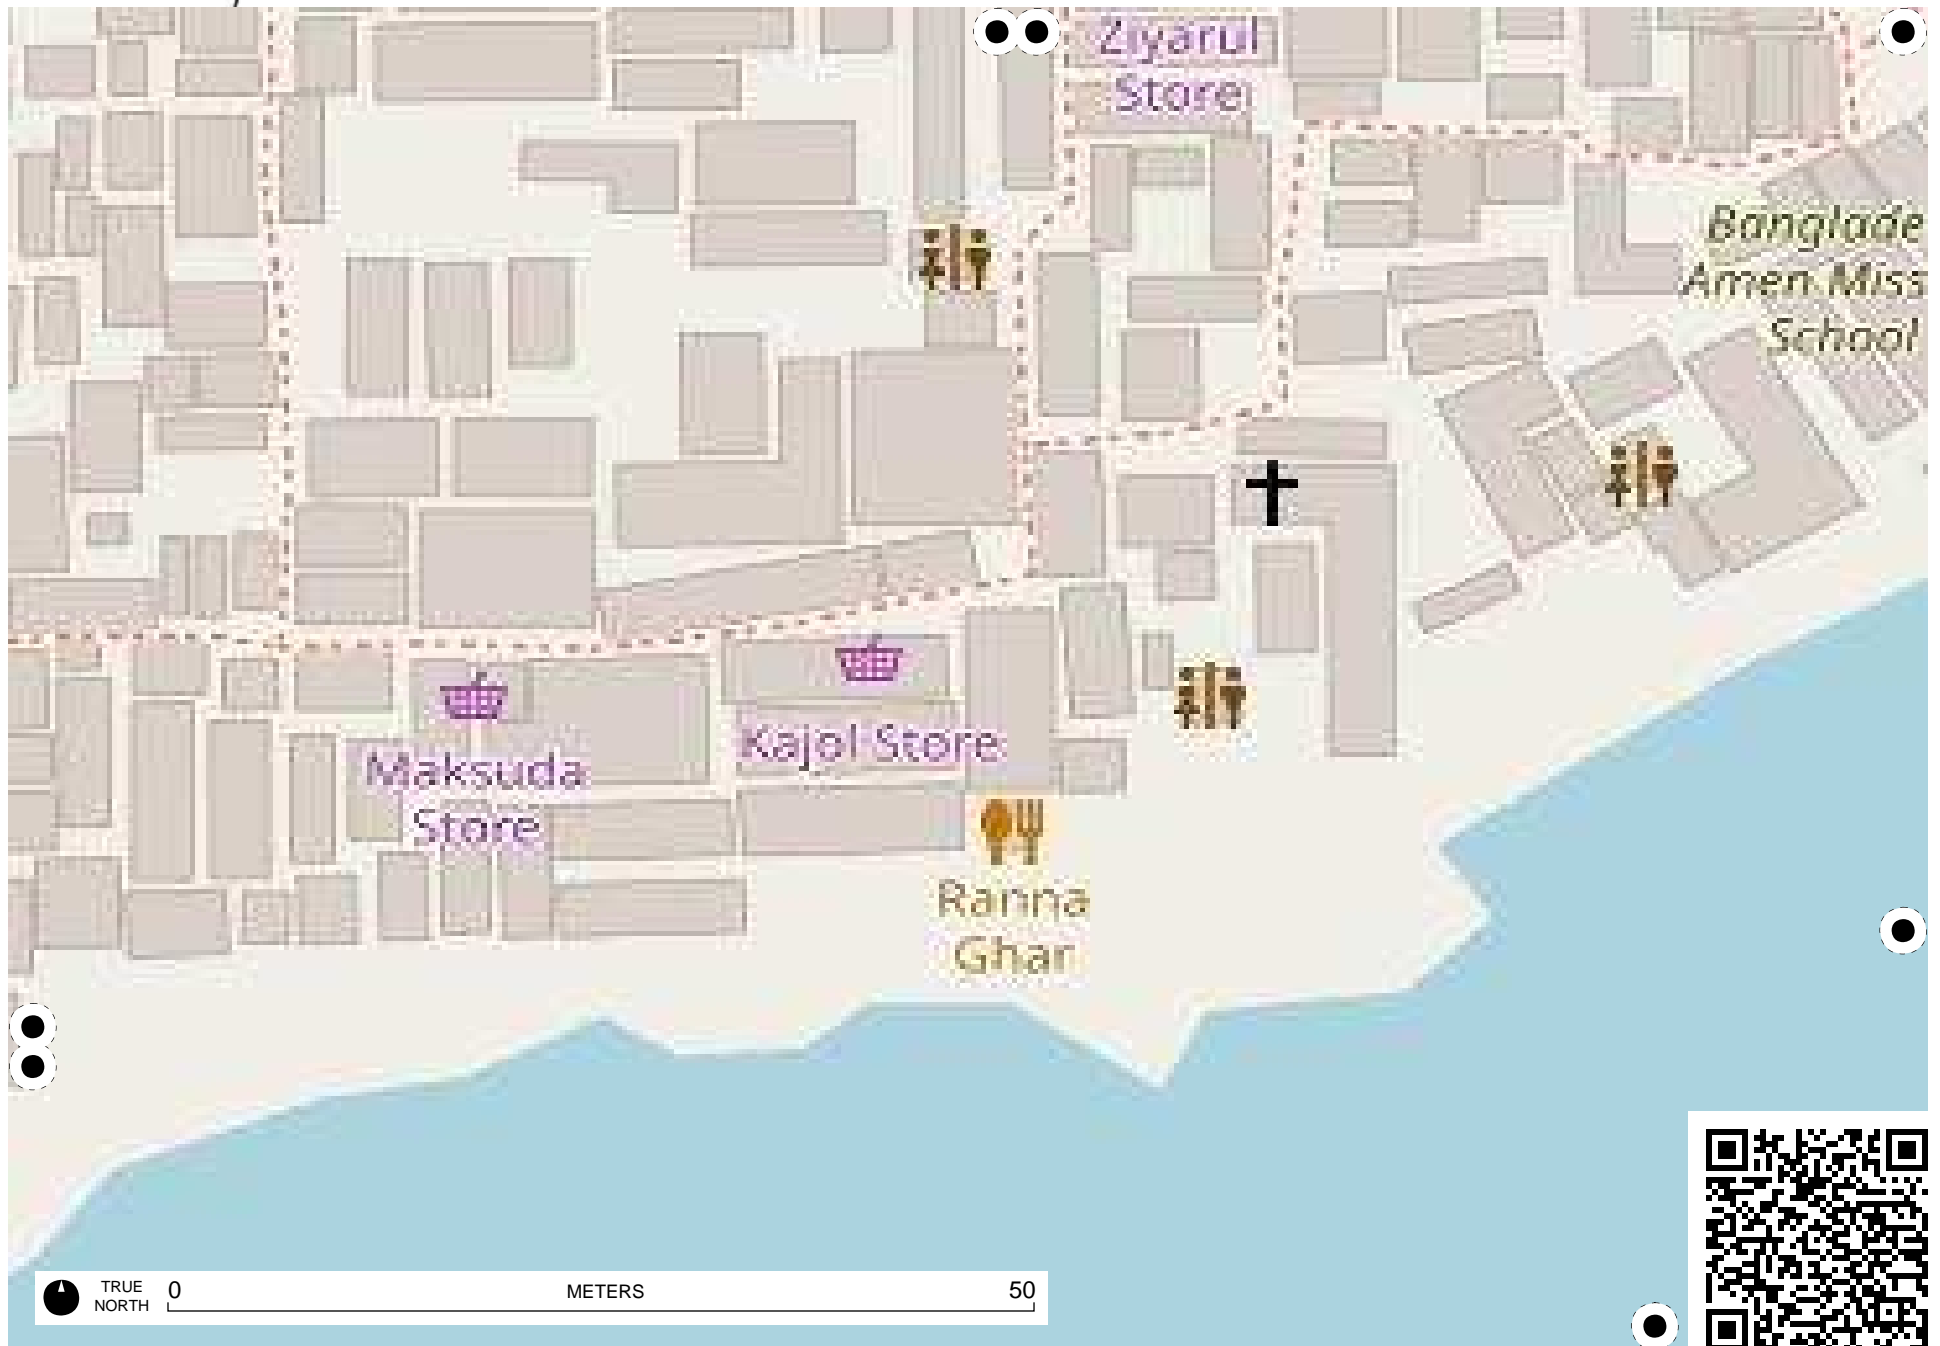 Ziyarul
Store
Banglade
Amen Miss
School
Kajol Store
Maksuda
Store
Ranna
Ghar
TRUE
NORTH
0
METERS
50